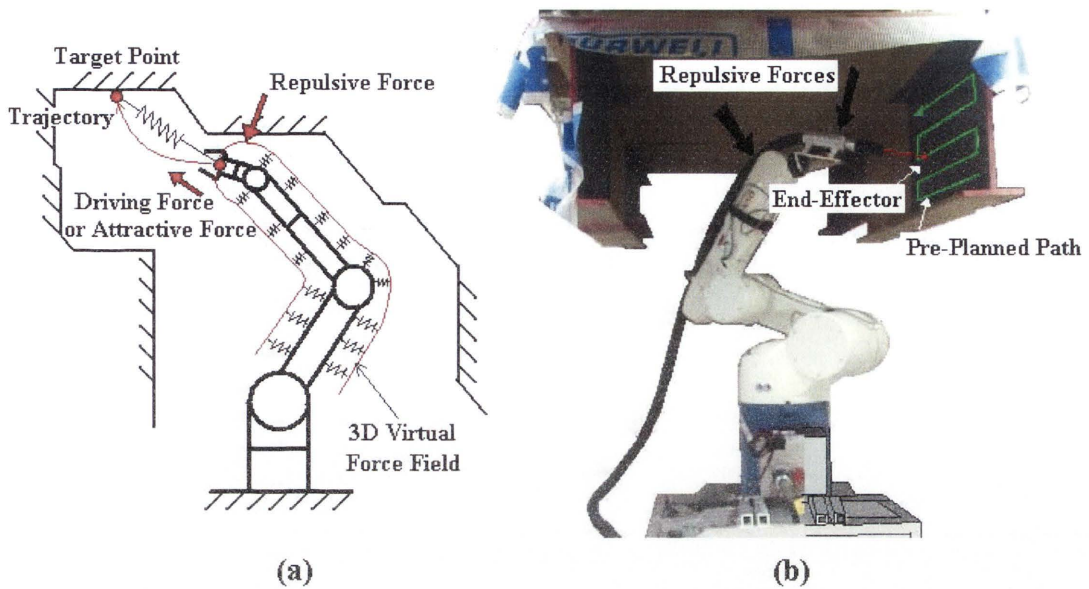 Target Point
Repulsive Force
Trajectory
Driving Force
or Attractive Force
3D Virtual
Force Field
(a)
Repulsive Forces
End-Effector
Pre-Planned Path
(b)